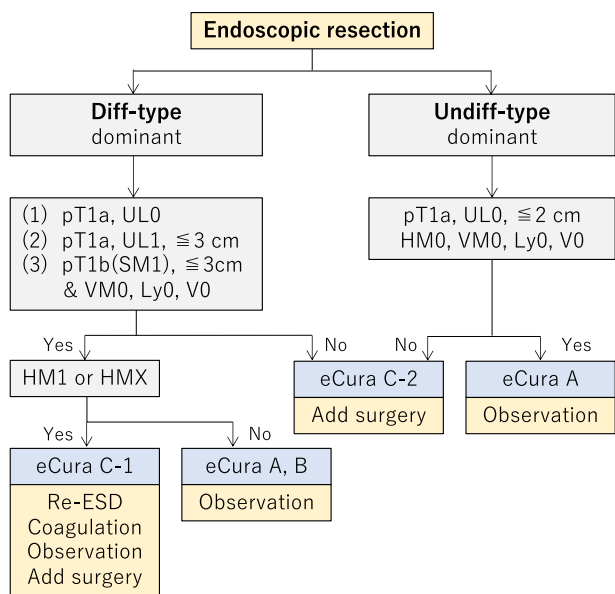 Endoscopic resection
Diff-type
dominant
Undiff-type
dominant
(1) pT1a, UL0
(2) pT1a, UL1, ≦3 cm
(3) pT1b(SM1), ≦3cm
& VM0, Ly0, V0
pT1a, UL0, ≦2 cm
HM0, VM0, Ly0, V0
Yes
No
No
Yes
HM1 or HMX
eCura C-2
Add surgery
eCura A
Observation
Yes
No
eCura C-1
Re-ESD
Coagulation
Observation
Add surgery
eCura A, B
Observation